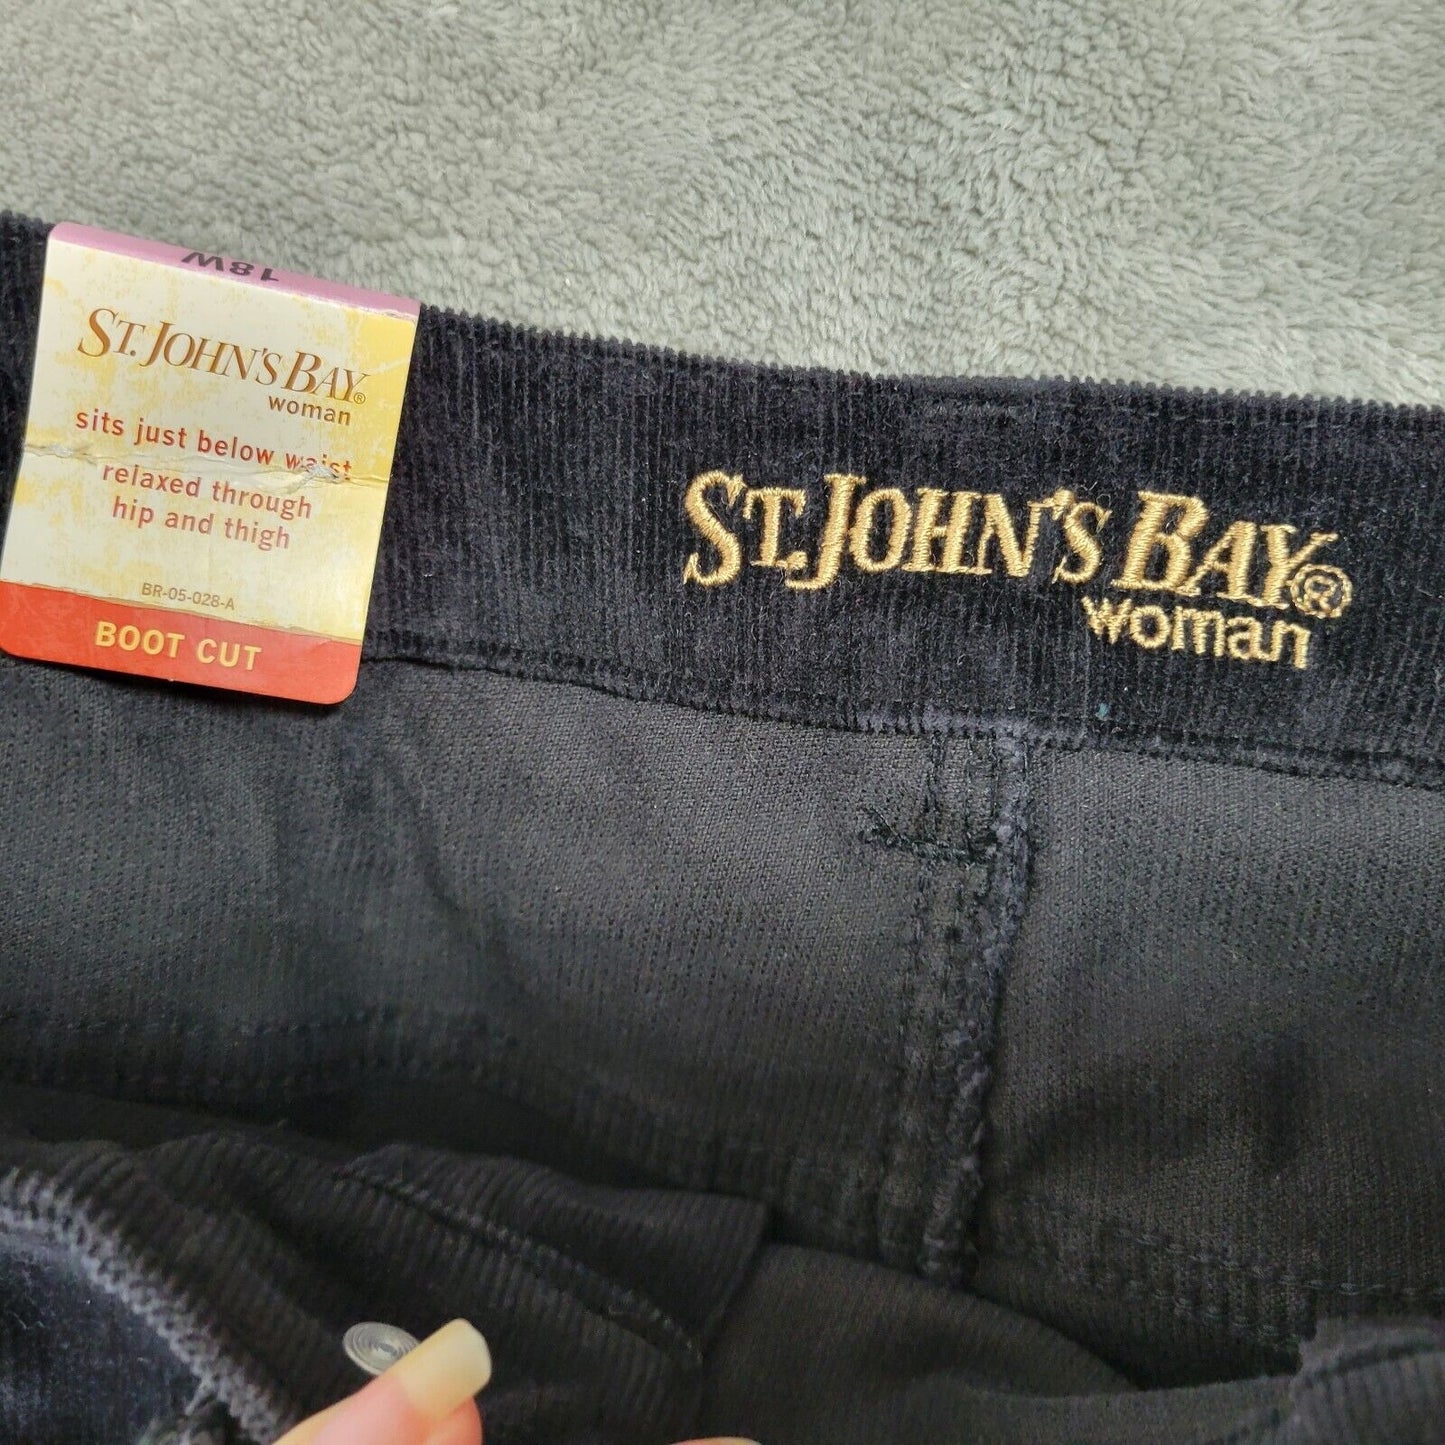 18W
ST. JOHN'S BAY®
woman
sits just below waist
relaxed through
hip and thigh
BR-05-028-A
BOOT CUT
ST. JOHN'S BAY®
woman